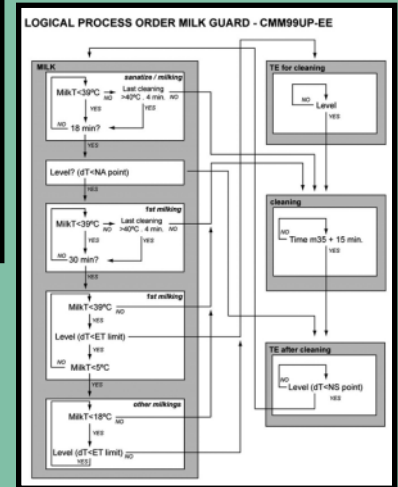 LOGICAL PROCESS ORDER MILK GUARD - CMM99UP-EE
MILK
sanatize / milking
MilkT<39ºC
NO
Last cleaning
>40ºC . 4 min.
NO
YES
YES
NO
18 min?
YES
Level? (dT<NA point)
YES
1st milking
MilkT<39ºC
NO
Last cleaning
>40ºC . 4 min.
NO
YES
YES
NO
30 min?
YES
1st milking
MilkT<39ºC
NO
YES
Level (dT<ET limit)
YES
NO
MilkT<5ºC
YES
other milkings
MilkT<18ºC
NO
YES
Level (dT<ET limit)
NO
YES
TE for cleaning
NO
Level
YES
cleaning
NO
Time m35 + 15 min.
YES
TE after cleaning
NO
Level (dT<NS point)
YES